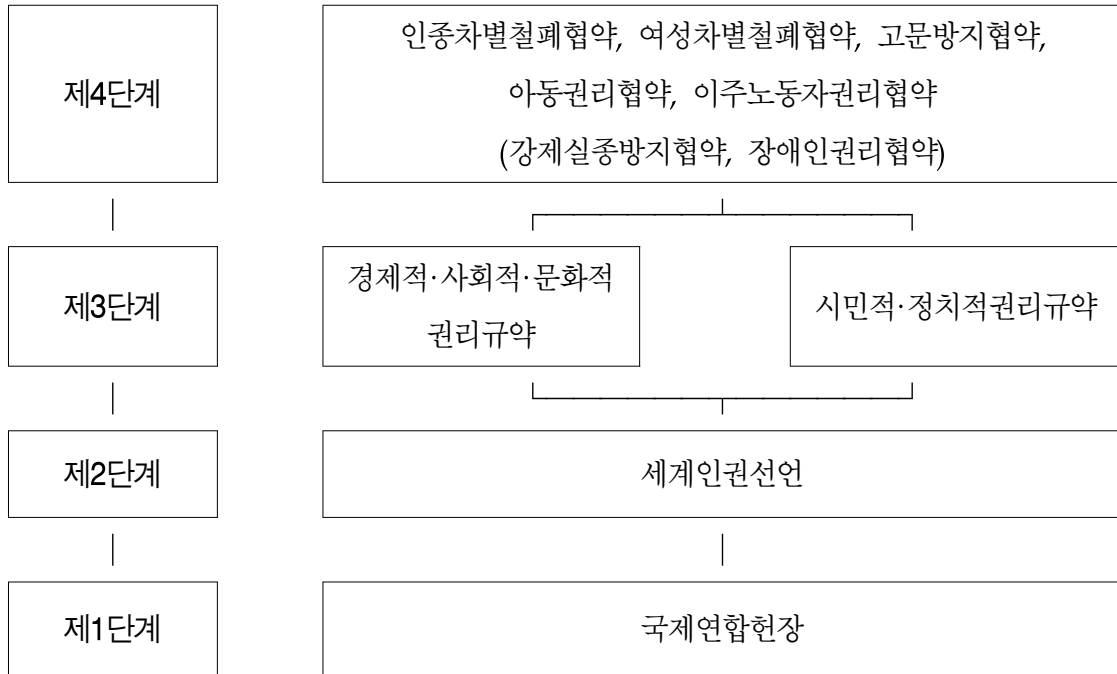 제4단계
인종차별철폐협약, 여성차별철폐협약, 고문방지협약,
아동권리협약, 이주노동자권리협약
(강제실종방지협약, 장애인권리협약)
제3단계
경제적·사회적·문화적
권리규약
시민적·정치적권리규약
제2단계
세계인권선언
제1단계
국제연합헌장